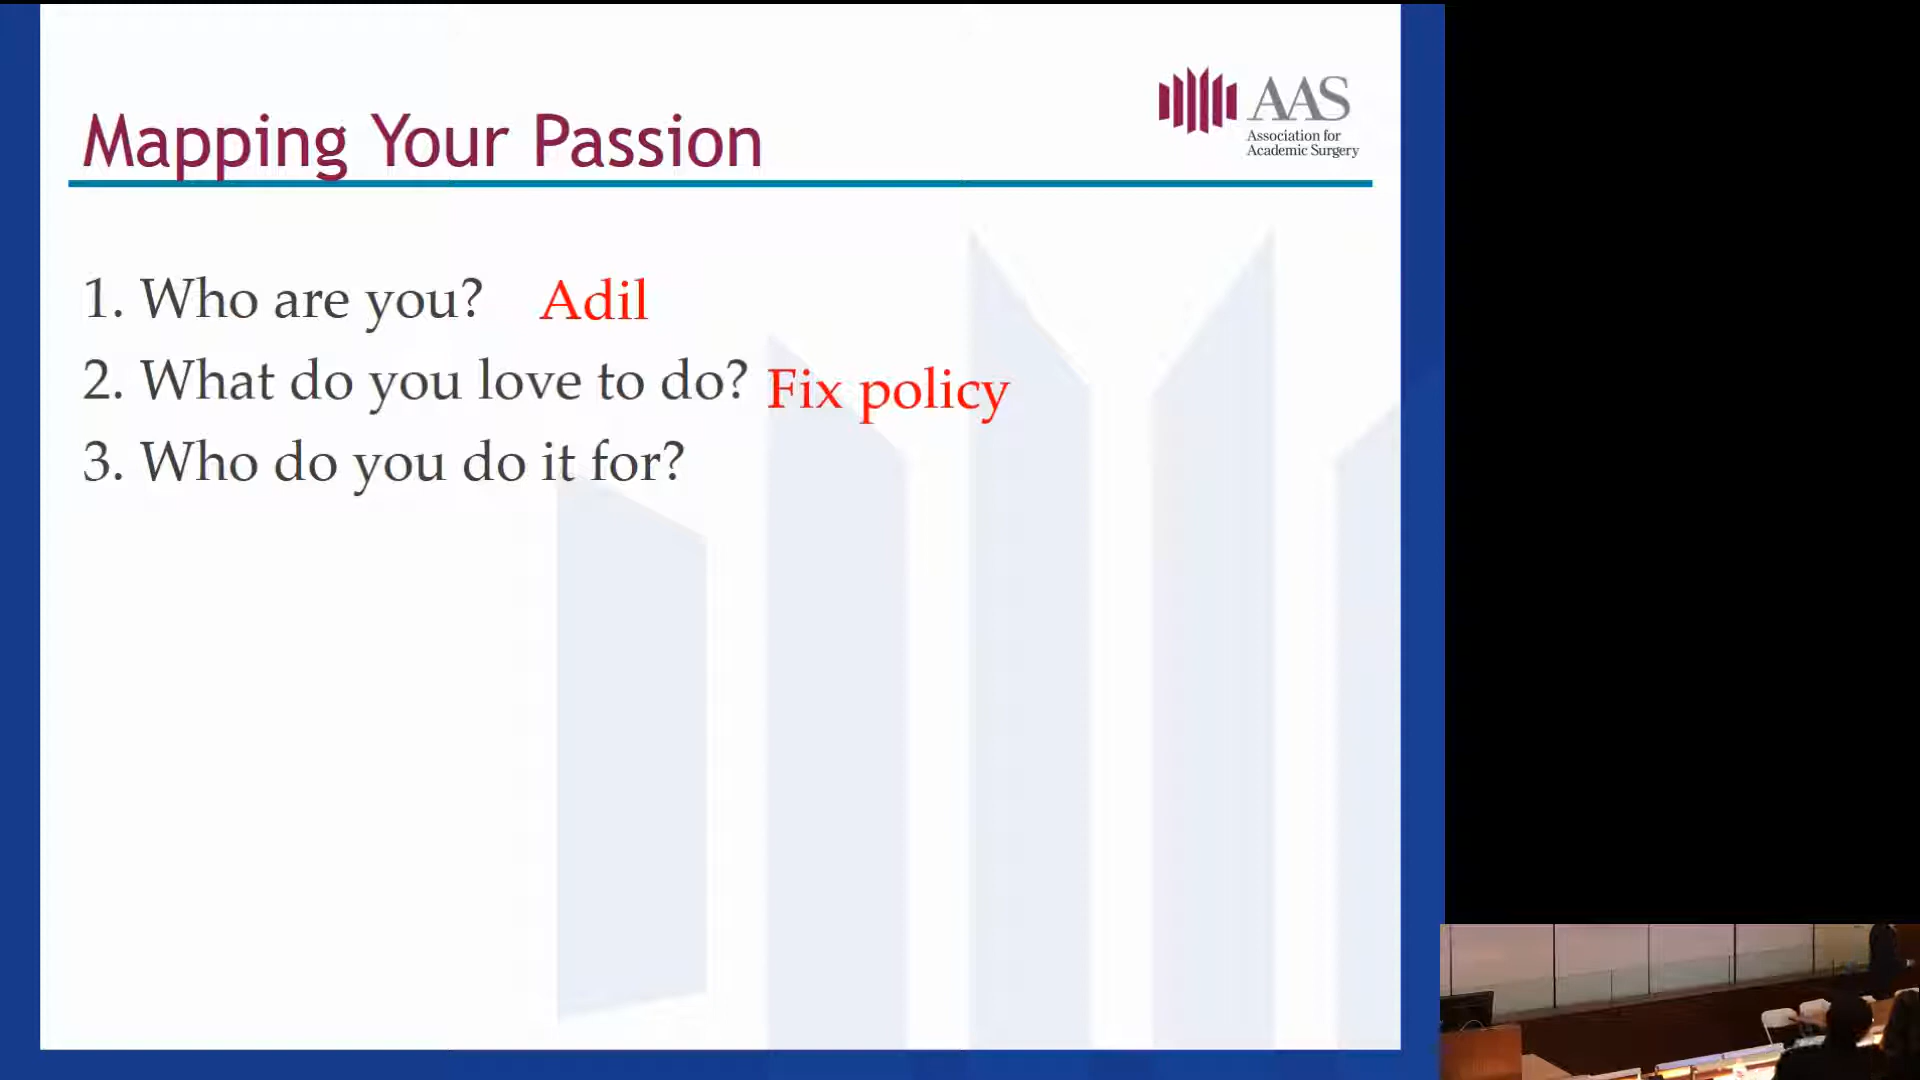 AAS
Association for
Academic Surgery
Mapping Your Passion
1. Who are you? Adil
2. What do you love to do? Fix policy
3. Who do you do it for?